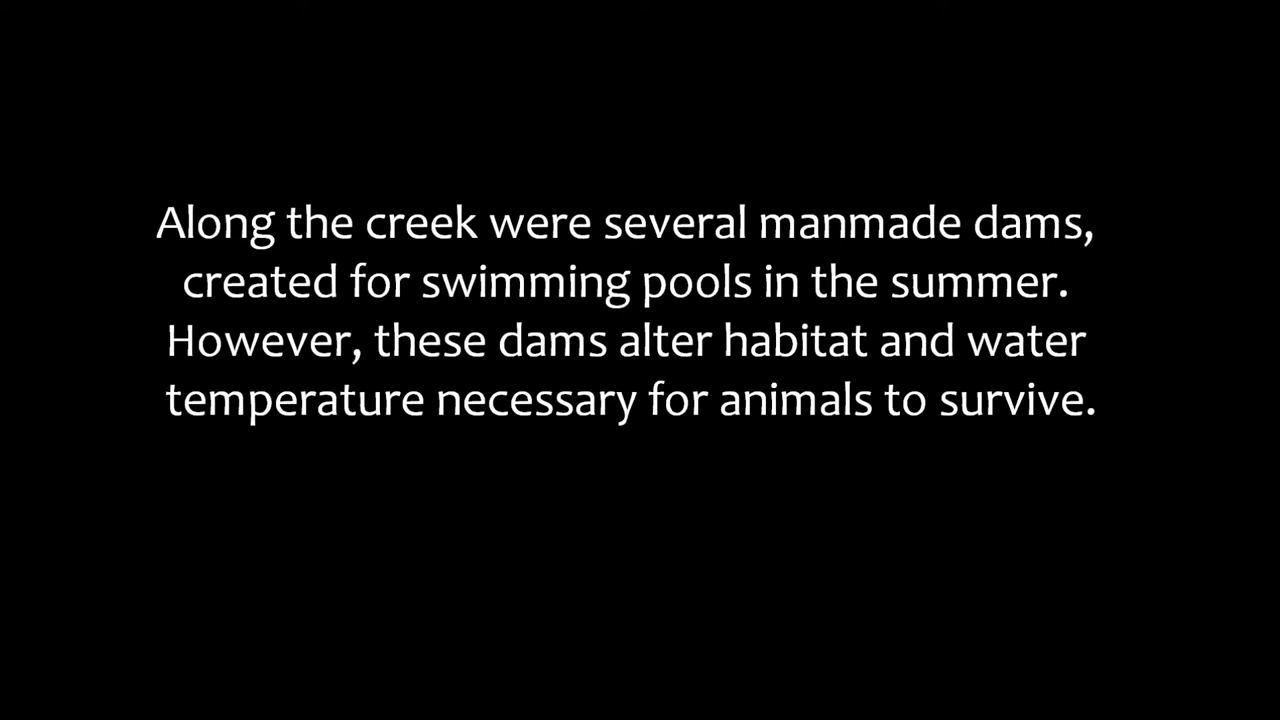 Along the creek were several manmade dams,
created for swimming pools in the summer.
However, these dams alter habitat and water
temperature necessary for animals to survive.